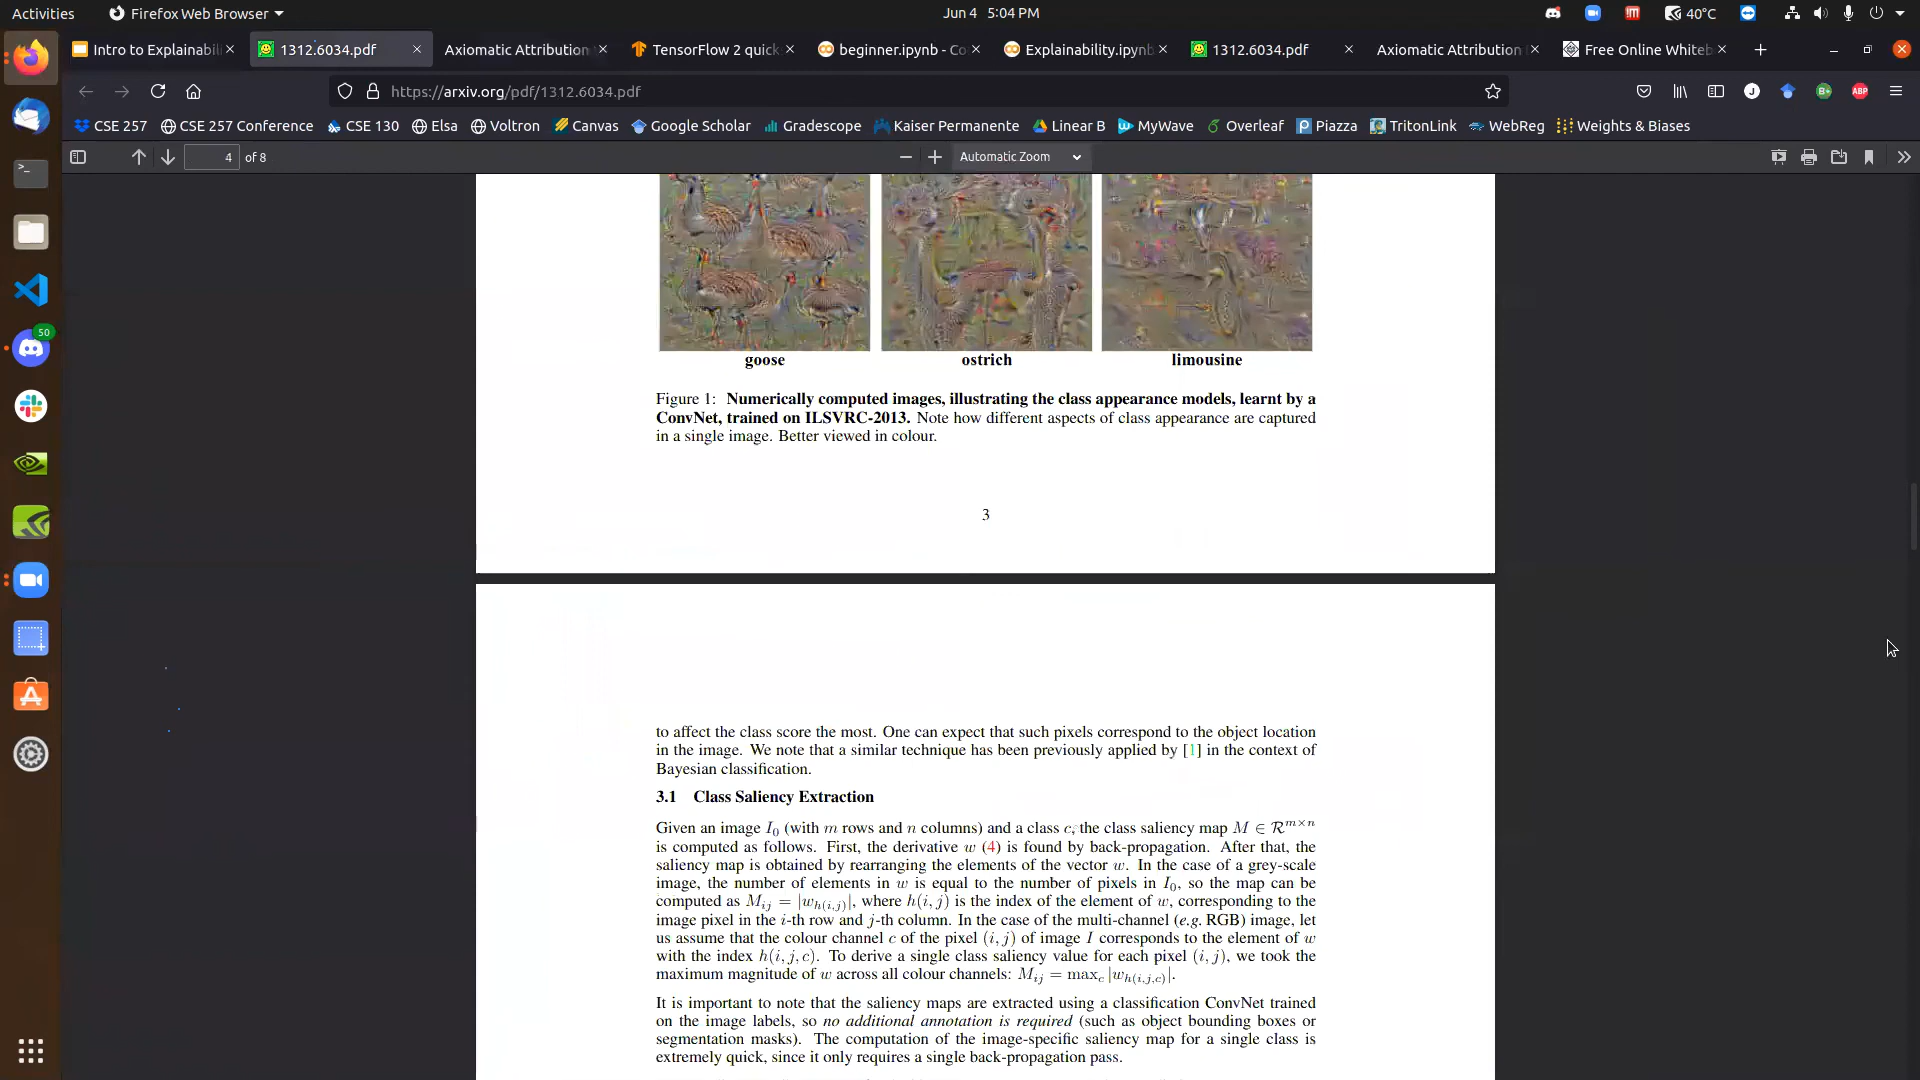 Activities
Firefox Web Browser
Jun 4 5:04 PM
40°C
Intro to Explainabili
1312.6034.pdf
Axiomatic Attribution
TensorFlow 2 quick
beginner.ipynb - Co
Explainability.ipynb
1312.6034.pdf
Axiomatic Attribution
Free Online Whiteb
https://arxiv.org/pdf/1312.6034.pdf
ABP
CSE 257
CSE 257 Conference
CSE 130
Elsa
Voltron
Canvas
Google Scholar
Gradescope
Kaiser Permanente
Linear B
MyWave
Overleaf
Piazza
TritonLink
WebReg
Weights & Biases
4 of 8
Automatic Zoom
50
goose
ostrich
limousine
Figure 1: Numerically computed images, illustrating the class appearance models, learnt by a
ConvNet, trained on ILSVRC-2013. Note how different aspects of class appearance are captured
in a single image. Better viewed in colour.
3
to affect the class score the most. One can expect that such pixels correspond to the object location
in the image. We note that a similar technique has been previously applied by [1] in the context of
Bayesian classification.
3.1 Class Saliency Extraction
Given an image I₀ (with m rows and n columns) and a class c, the class saliency map M ∈ ℛᵐˣⁿ
is computed as follows. First, the derivative w (4) is found by back-propagation. After that, the
saliency map is obtained by rearranging the elements of the vector w. In the case of a grey-scale
image, the number of elements in w is equal to the number of pixels in I₀, so the map can be
computed as M_{ij} = |w_{h(i,j)}|, where h(i, j) is the index of the element of w, corresponding to the
image pixel in the i-th row and j-th column. In the case of the multi-channel (e.g. RGB) image, let
us assume that the colour channel c of the pixel (i, j) of image I corresponds to the element of w
with the index h(i, j, c). To derive a single class saliency value for each pixel (i, j), we took the
maximum magnitude of w across all colour channels: M_{ij} = max_c |w_{h(i,j,c)}|.
It is important to note that the saliency maps are extracted using a classification ConvNet trained
on the image labels, so no additional annotation is required (such as object bounding boxes or
segmentation masks). The computation of the image-specific saliency map for a single class is
extremely quick, since it only requires a single back-propagation pass.